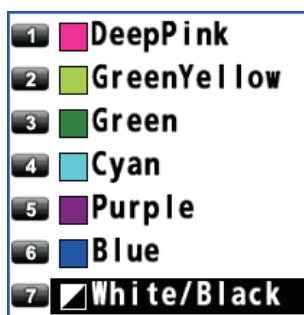 1 DeepPink
2 GreenYellow
3 Green
4 Cyan
5 Purple
6 Blue
7 White/Black